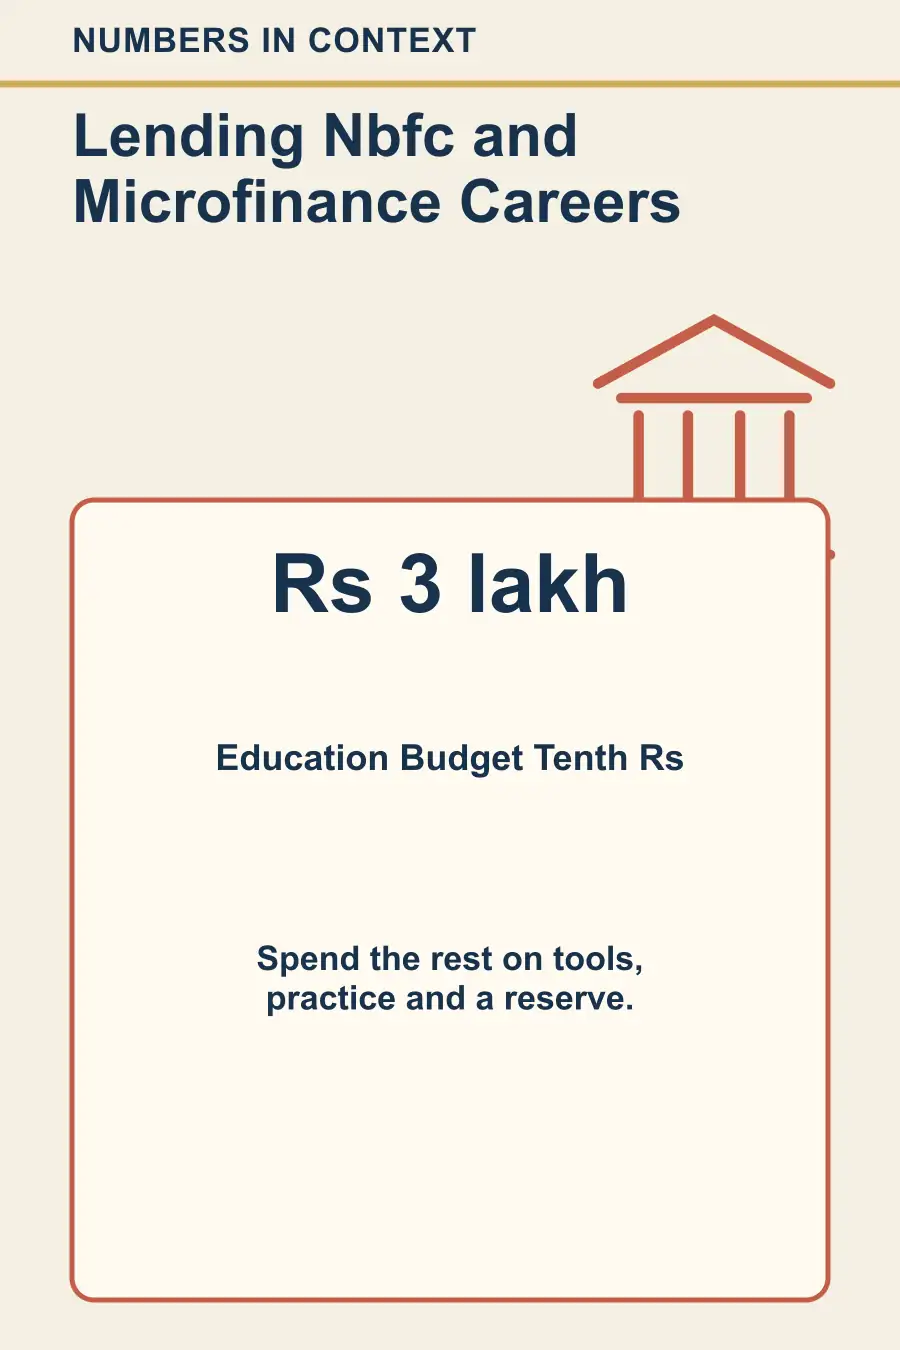 NUMBERS IN CONTEXT
Lending Nbfc and
Microfinance Careers
Rs 3 lakh
Education Budget Tenth Rs
Spend the rest on tools,
practice and a reserve.